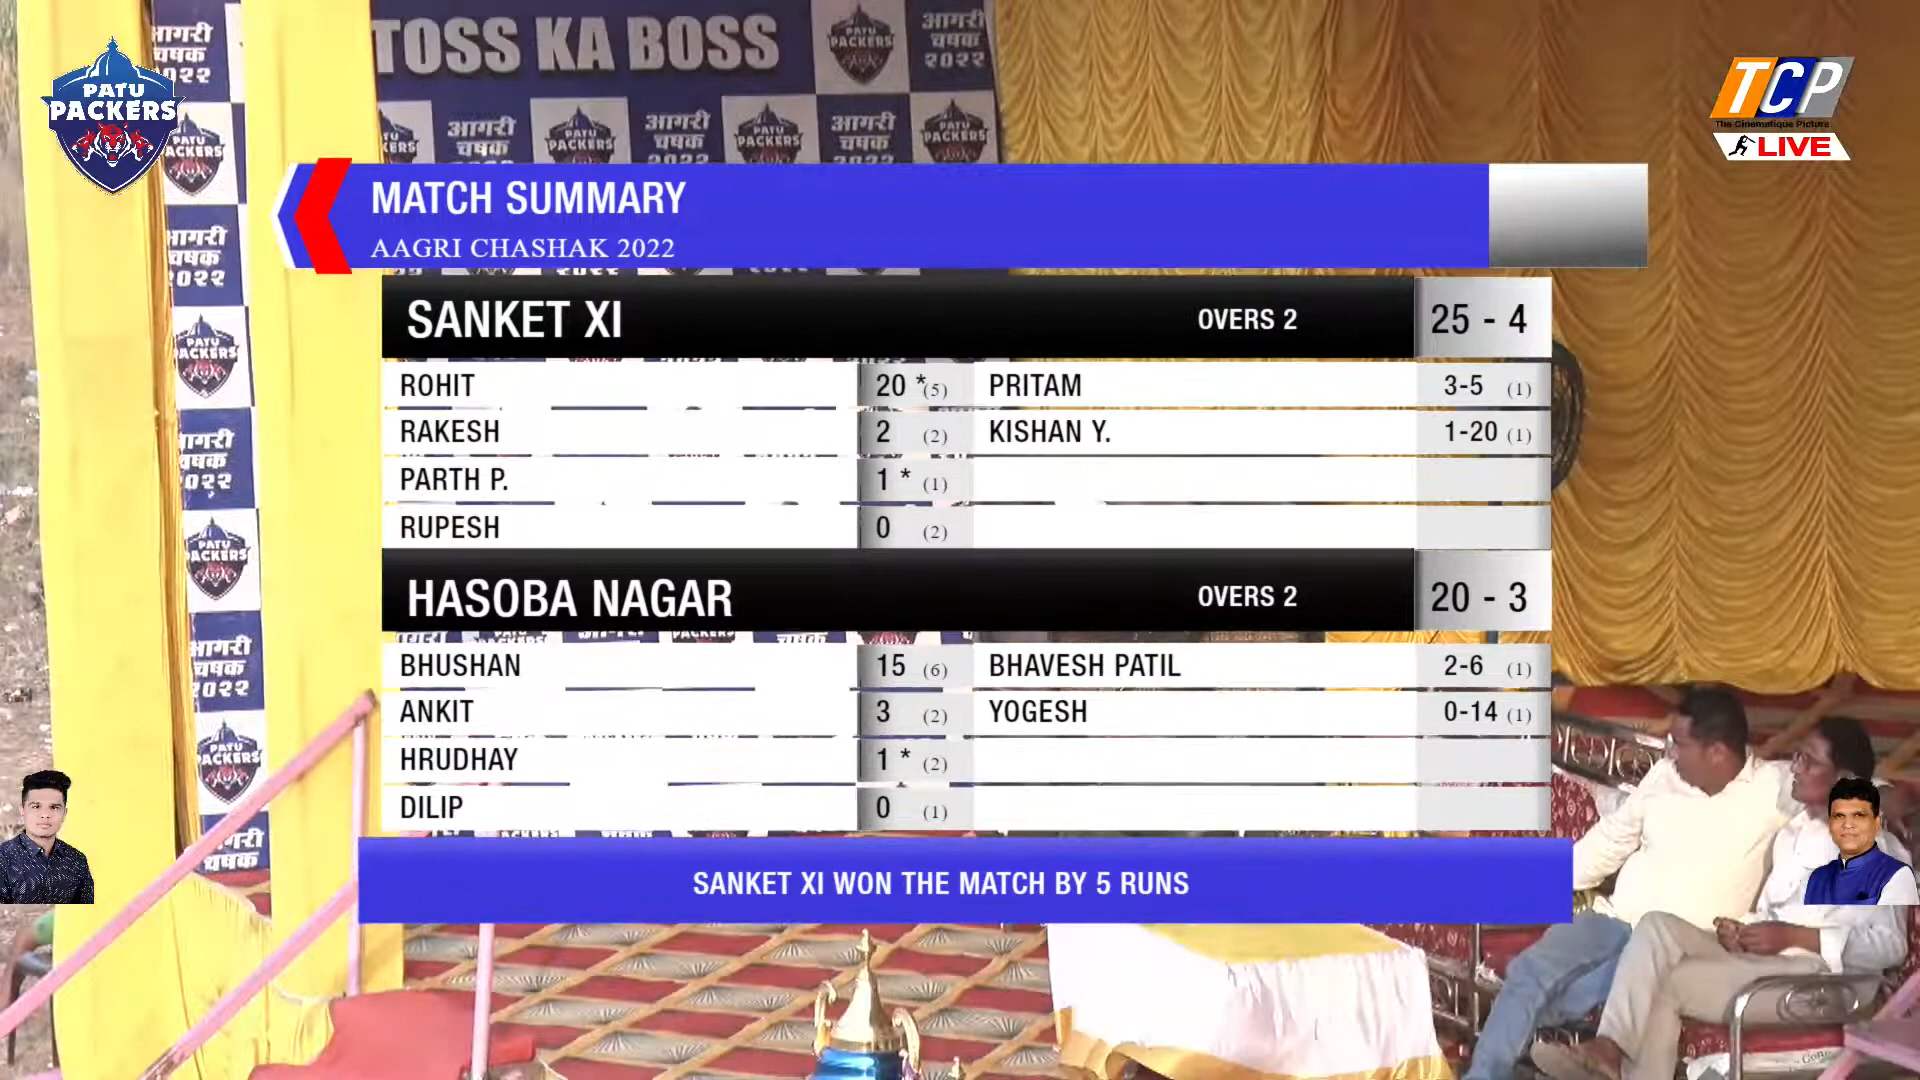 TOSS KA BOSS
PATU
PACKERS
आगरी
चषक
२०२२
TCP
The Cinematique Picture
LIVE
MATCH SUMMARY
AAGRI CHASHAK 2022
SANKET XI OVERS 2 25 - 4
ROHIT 20 * (5) PRITAM 3-5 (1)
RAKESH 2 (2) KISHAN Y. 1-20 (1)
PARTH P. 1 * (1)
RUPESH 0 (2)
HASOBA NAGAR OVERS 2 20 - 3
BHUSHAN 15 (6) BHAVESH PATIL 2-6 (1)
ANKIT 3 (2) YOGESH 0-14 (1)
HRUDHAY 1 * (2)
DILIP 0 (1)
SANKET XI WON THE MATCH BY 5 RUNS